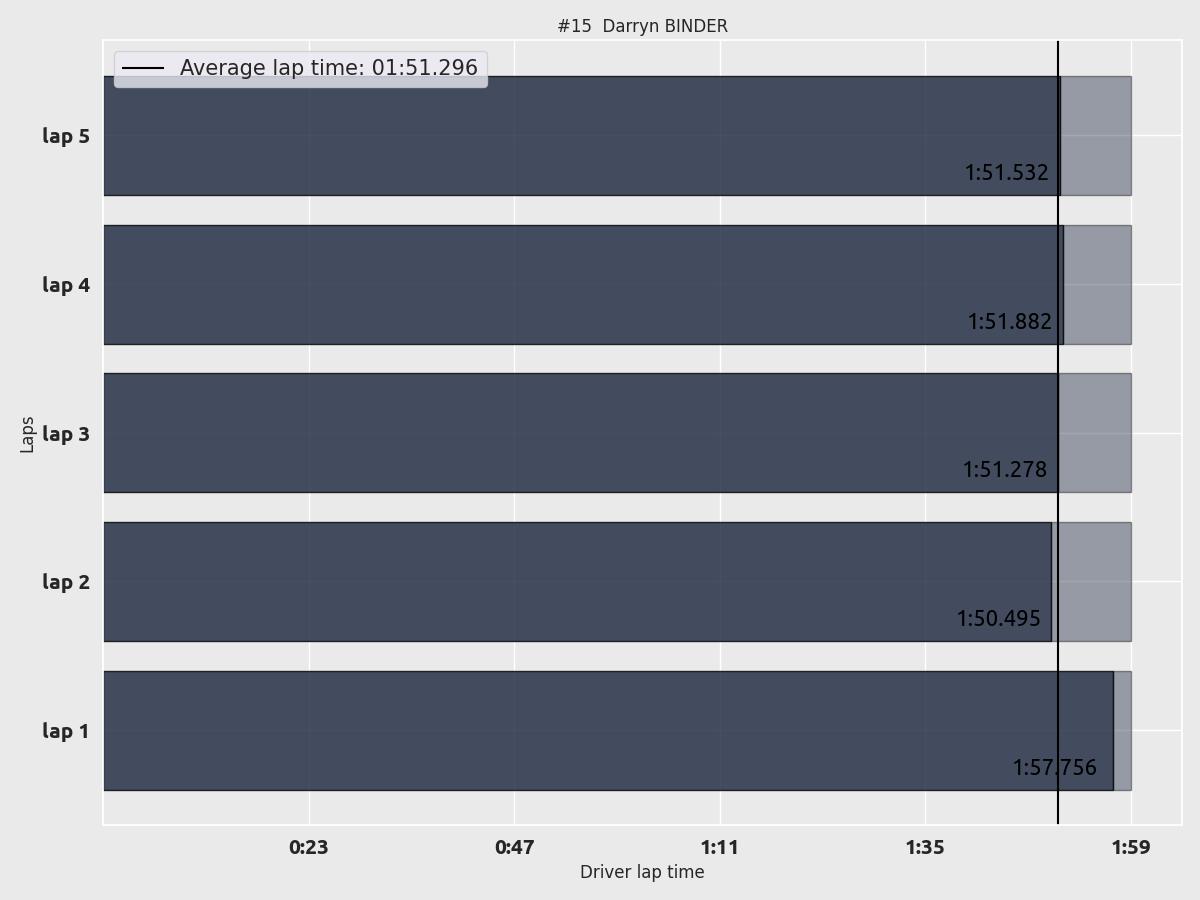 #15  Darryn BINDER
Average lap time: 01:51.296
lap 5
1:51.532
lap 4
1:51.882
Laps
lap 3
1:51.278
lap 2
1:50.495
lap 1
1:57.756
0:23 0:47 1:11 1:35 1:59
Driver lap time